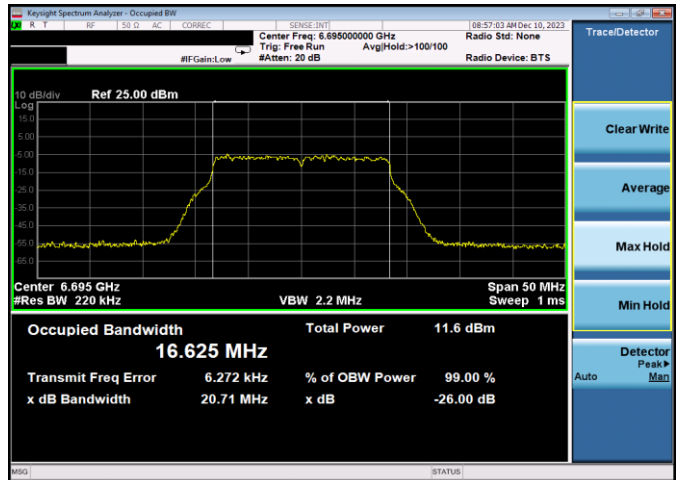 Keysight Spectrum Analyzer - Occupied BW
LXI R T RF 50 Ω AC CORREC SENSE:INT 08:57:03 AM Dec 10, 2023
Center Freq: 6.695000000 GHz Radio Std: None
Trig: Free Run Avg|Hold:>100/100
#IFGain:Low #Atten: 20 dB Radio Device: BTS
10 dB/div Ref 25.00 dBm
Log
15.0
5.00
-5.00
-15.0
-25.0
-35.0
-45.0
-55.0
-65.0
Center 6.695 GHz Span 50 MHz
#Res BW 220 kHz VBW 2.2 MHz Sweep 1 ms
Occupied Bandwidth Total Power 11.6 dBm
16.625 MHz
Transmit Freq Error 6.272 kHz % of OBW Power 99.00 %
x dB Bandwidth 20.71 MHz x dB -26.00 dB
MSG STATUS
Trace/Detector
Clear Write
Average
Max Hold
Min Hold
Detector
Peak▶
Auto Man